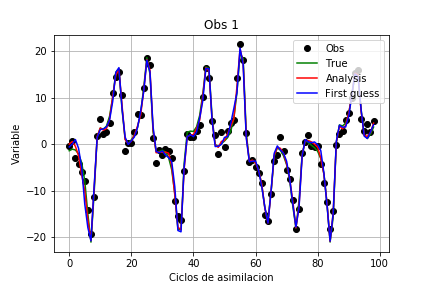 Obs 1
Obs
True
Analysis
First guess
Variable
20
10
0
−10
−20
0 20 40 60 80 100
Ciclos de asimilacion